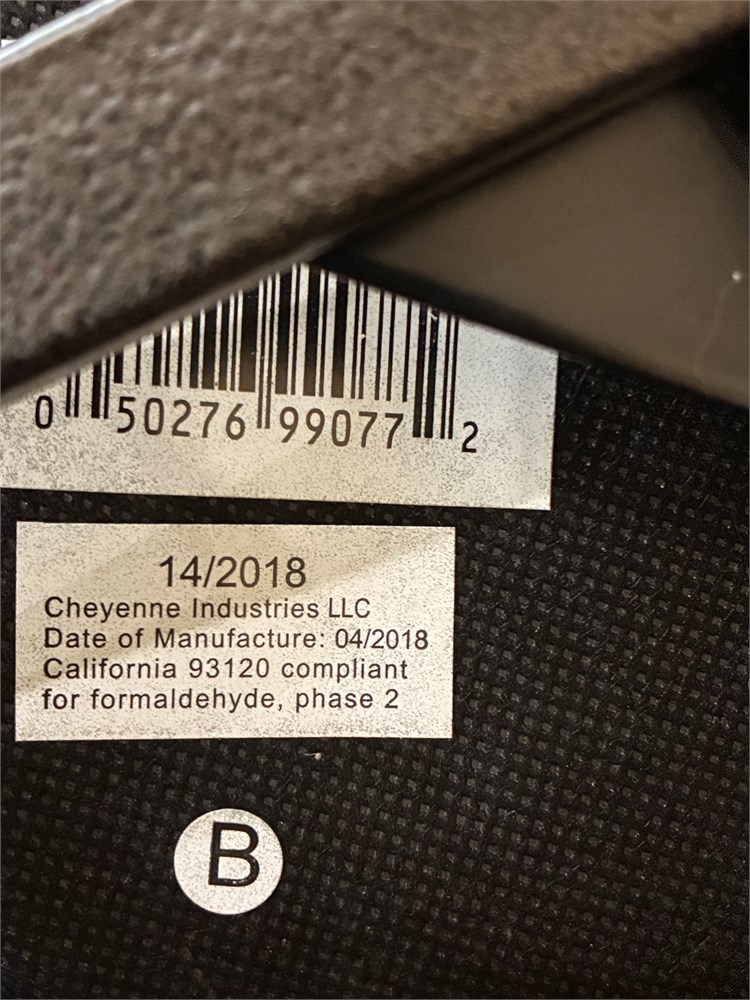 0 50276 99077 2
14/2018
Cheyenne Industries LLC
Date of Manufacture: 04/2018
California 93120 compliant
for formaldehyde, phase 2
B